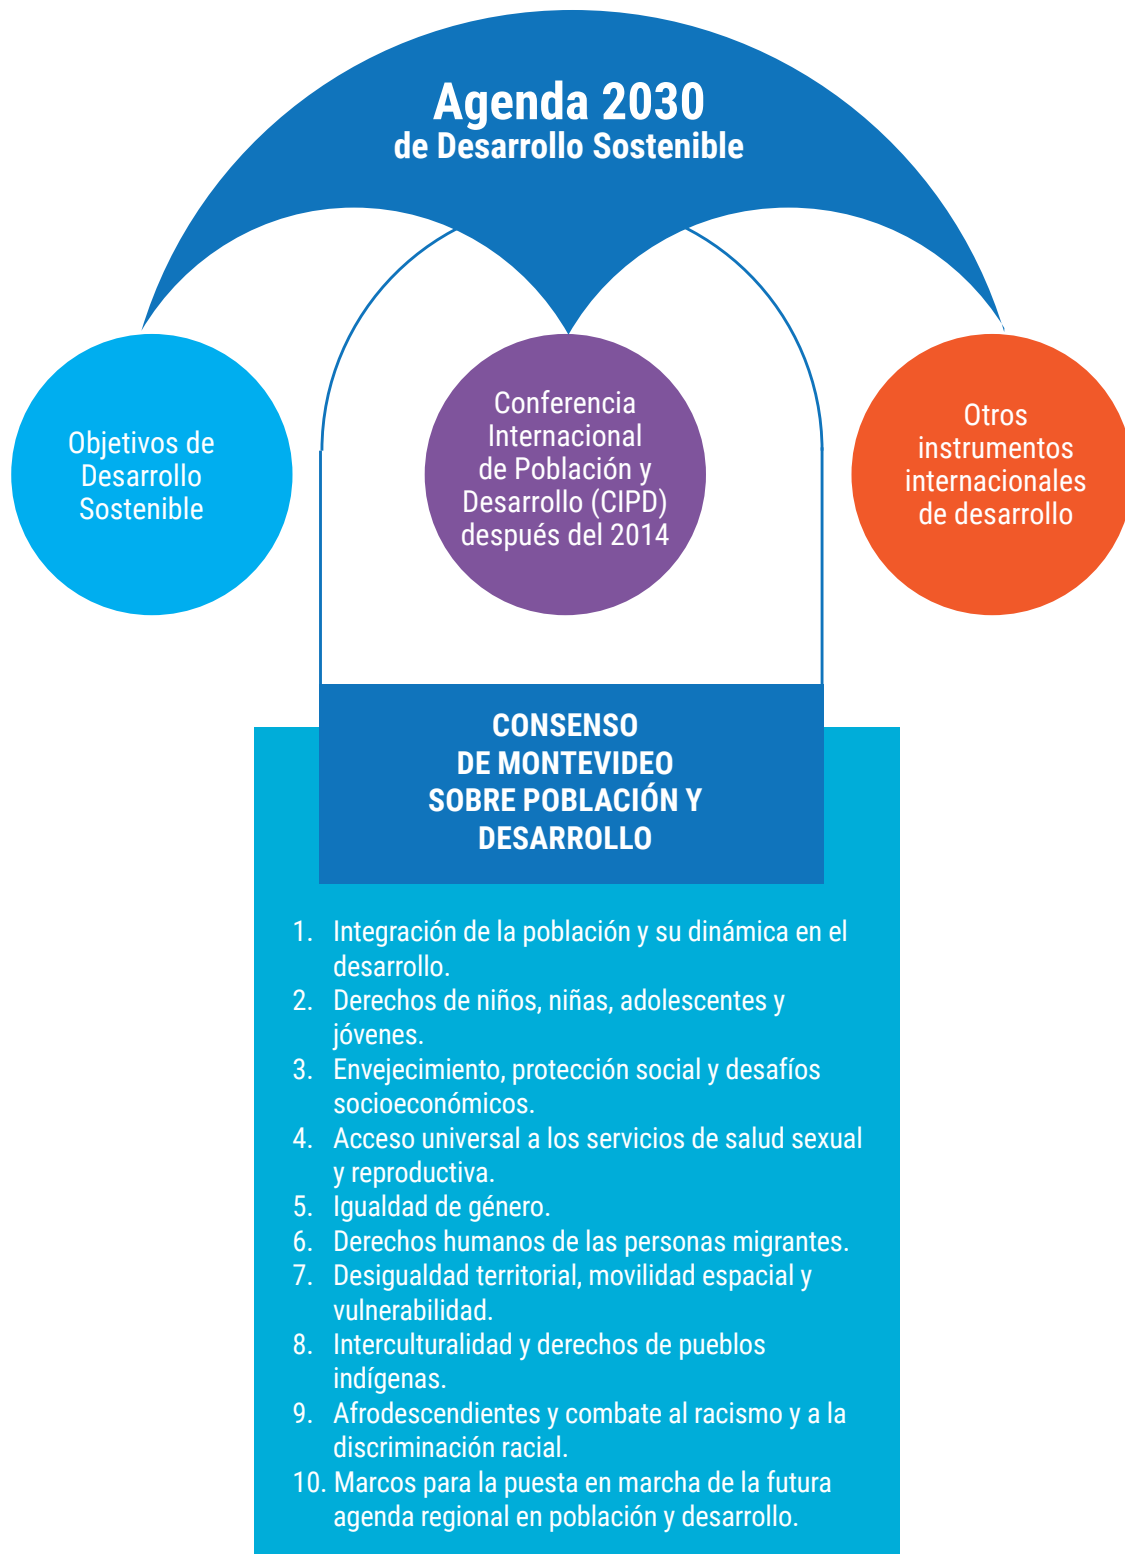 Agenda 2030
de Desarrollo Sostenible
Objetivos de
Desarrollo
Sostenible
Conferencia
Internacional
de Población y
Desarrollo (CIPD)
después del 2014
Otros
instrumentos
internacionales
de desarrollo
CONSENSO
DE MONTEVIDEO
SOBRE POBLACIÓN Y
DESARROLLO
1. Integración de la población y su dinámica en el
desarrollo.
2. Derechos de niños, niñas, adolescentes y
jóvenes.
3. Envejecimiento, protección social y desafíos
socioeconómicos.
4. Acceso universal a los servicios de salud sexual
y reproductiva.
5. Igualdad de género.
6. Derechos humanos de las personas migrantes.
7. Desigualdad territorial, movilidad espacial y
vulnerabilidad.
8. Interculturalidad y derechos de pueblos
indígenas.
9. Afrodescendientes y combate al racismo y a la
discriminación racial.
10. Marcos para la puesta en marcha de la futura
agenda regional en población y desarrollo.